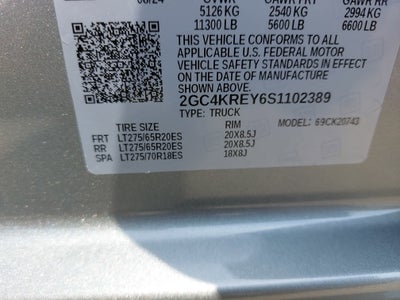 08/24 GVWR GAWR FRT GAWR RR
5126 KG 2540 KG 2994 KG
11300 LB 5600 LB 6600 LB
THIS VEHICLE CONFORMS TO ALL
APPLICABLE U.S. FEDERAL MOTOR
VEHICLE SAFETY STANDARDS IN EFFECT
ON THE DATE OF MANUFACTURE.
2GC4KREY6S1102389
TYPE: TRUCK MODEL: 69CK20743
TIRE SIZE RIM
FRT LT275/65R20ES 20X8.5J
RR LT275/65R20ES 20X8.5J
SPA LT275/70R18ES 18X8J